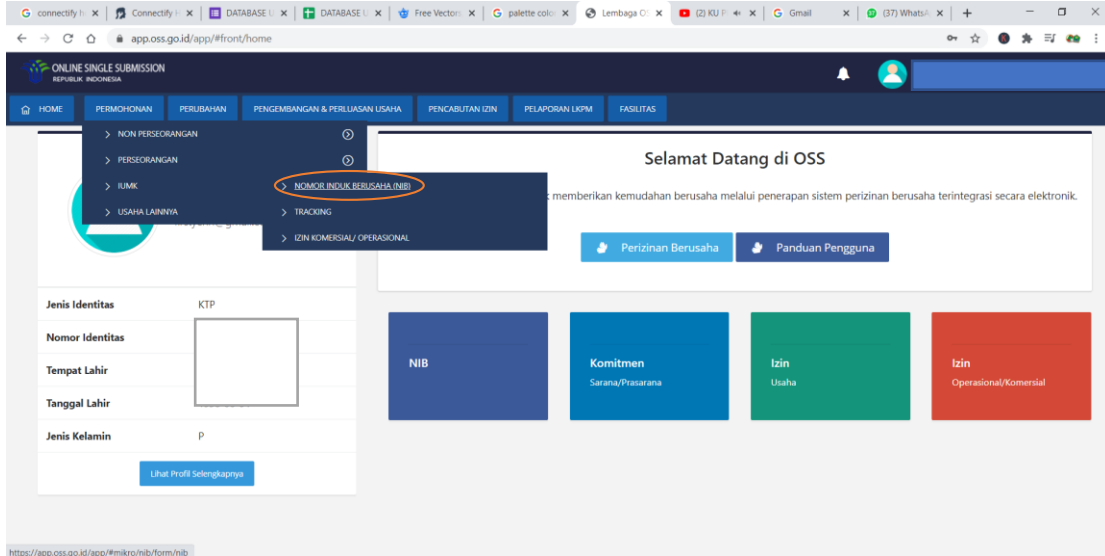 connectify h
Connectify H
DATABASE U
DATABASE U
Free Vectors
palette color
Lembaga OS
(2) KU P
Gmail
(37) WhatsA
app.oss.go.id/app/#front/home
ONLINE SINGLE SUBMISSION
REPUBLIK INDONESIA
HOME
PERMOHONAN
PERUBAHAN
PENGEMBANGAN & PERLUASAN USAHA
PENCABUTAN IZIN
PELAPORAN LKPM
FASILITAS
NON PERSEORANGAN
PERSEORANGAN
IUMK
USAHA LAINNYA
NOMOR INDUK BERUSAHA (NIB)
TRACKING
IZIN KOMERSIAL/ OPERASIONAL
Selamat Datang di OSS
memberikan kemudahan berusaha melalui penerapan sistem perizinan berusaha terintegrasi secara elektronik.
Perizinan Berusaha
Panduan Pengguna
Jenis Identitas KTP
Nomor Identitas
Tempat Lahir
Tanggal Lahir
Jenis Kelamin P
Lihat Profil Selengkapnya
NIB
Komitmen
Sarana/Prasarana
Izin
Usaha
Izin
Operasional/Komersial
https://app.oss.go.id/app/#mikro/nib/form/nib